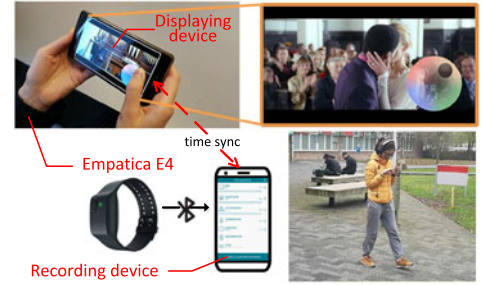 Displaying
device
time sync
Empatica E4
Recording device